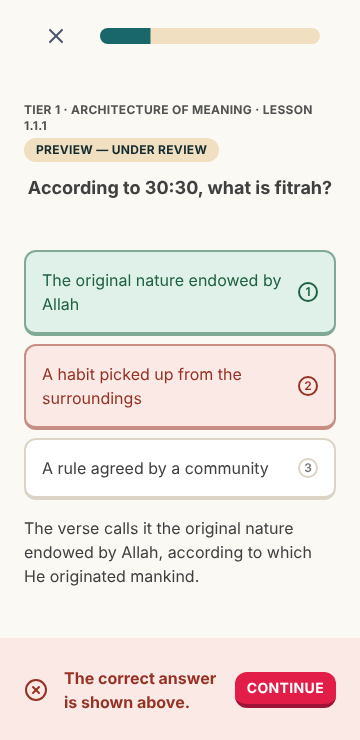 TIER 1 · ARCHITECTURE OF MEANING · LESSON
1.1.1
PREVIEW — UNDER REVIEW
According to 30:30, what is fitrah?
The original nature endowed by
Allah
1
A habit picked up from the
surroundings
2
A rule agreed by a community
3
The verse calls it the original nature
endowed by Allah, according to which
He originated mankind.
The correct answer
is shown above.
CONTINUE